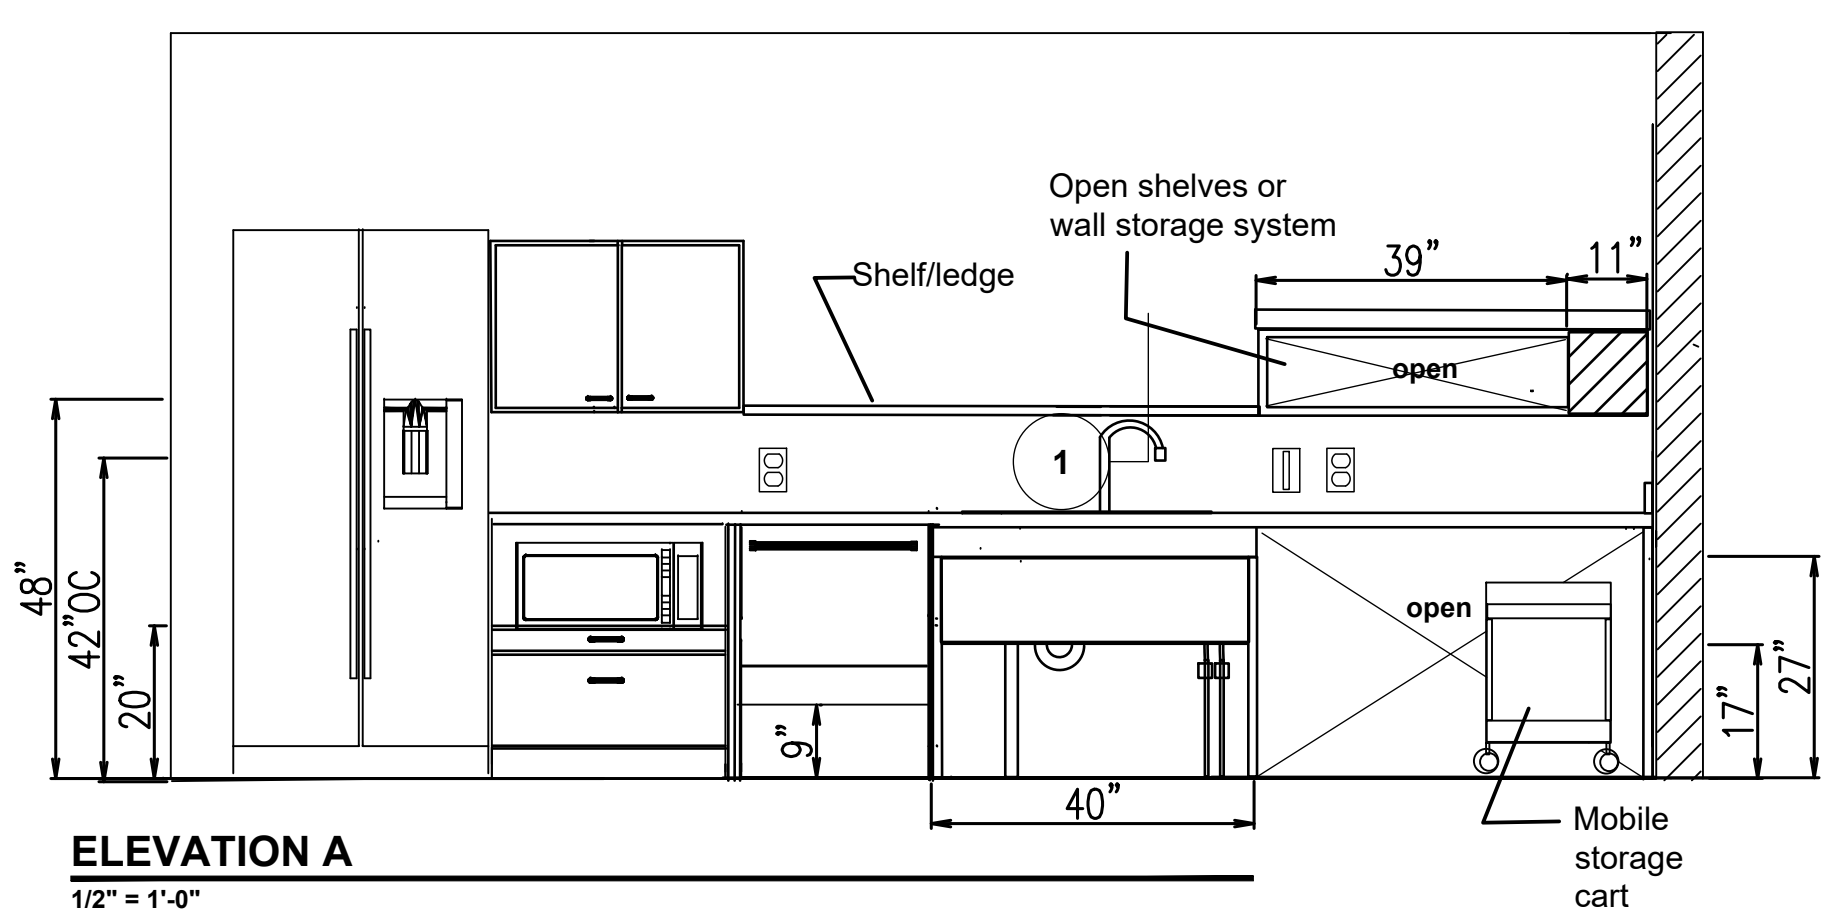 Open shelves or
wall storage system
39”
11”
Shelf/ledge
open
48”
42”OC
20”
1
open
9”
17”
27”
40”
Mobile
storage
cart
ELEVATION A
1/2" = 1'-0"